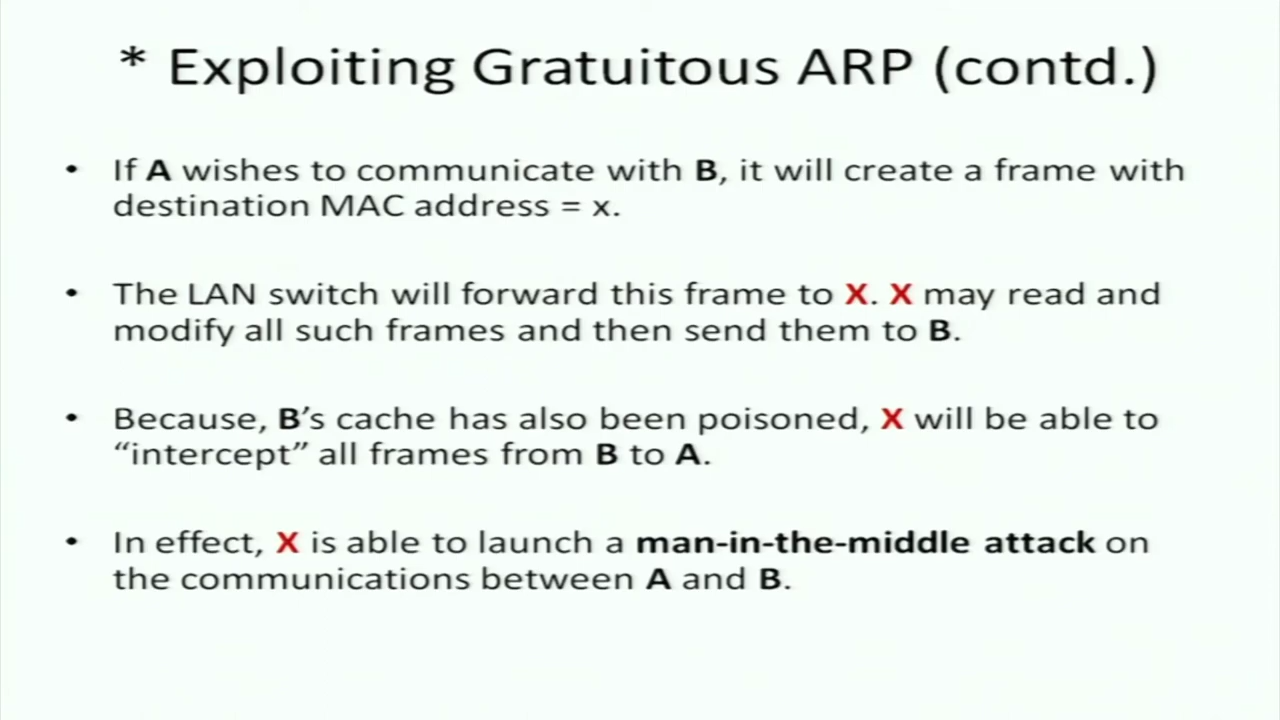 * Exploiting Gratuitous ARP (contd.)
• If A wishes to communicate with B, it will create a frame with
destination MAC address = x.
• The LAN switch will forward this frame to X. X may read and
modify all such frames and then send them to B.
• Because, B’s cache has also been poisoned, X will be able to
“intercept” all frames from B to A.
• In effect, X is able to launch a man-in-the-middle attack on
the communications between A and B.